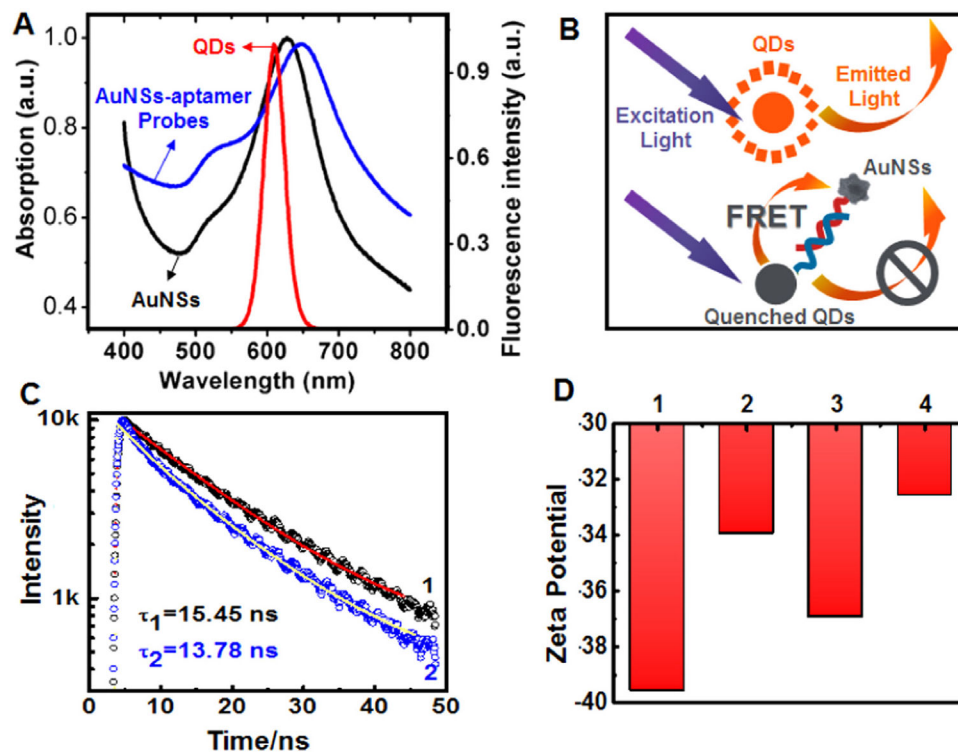 A
Absorption (a.u.)
1.0
0.8
0.6
0.4
QDs
AuNSs-aptamer
Probes
AuNSs
Fluorescence intensity (a.u.)
0.9
0.6
0.3
0.0
400 500 600 700 800
Wavelength (nm)
B
QDs
Emitted
Light
Excitation
Light
AuNSs
FRET
Quenched QDs
C
Intensity
10k
1k
τ1=15.45 ns
τ2=13.78 ns
1
2
0 10 20 30 40 50
Time/ns
D
1 2 3 4
Zeta Potential
-30
-32
-34
-36
-38
-40